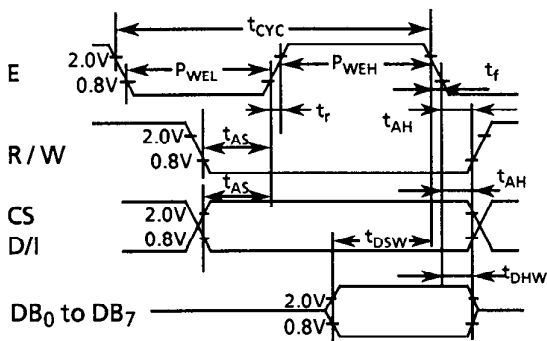 tCYC
E
2.0V
0.8V
PWEL
PWEH
tf
tr
tAH
R / W
2.0V
0.8V
tAS
tAH
CS
D/I
2.0V
0.8V
tAS
tDSW
tDHW
DB0 to DB7
2.0V
0.8V